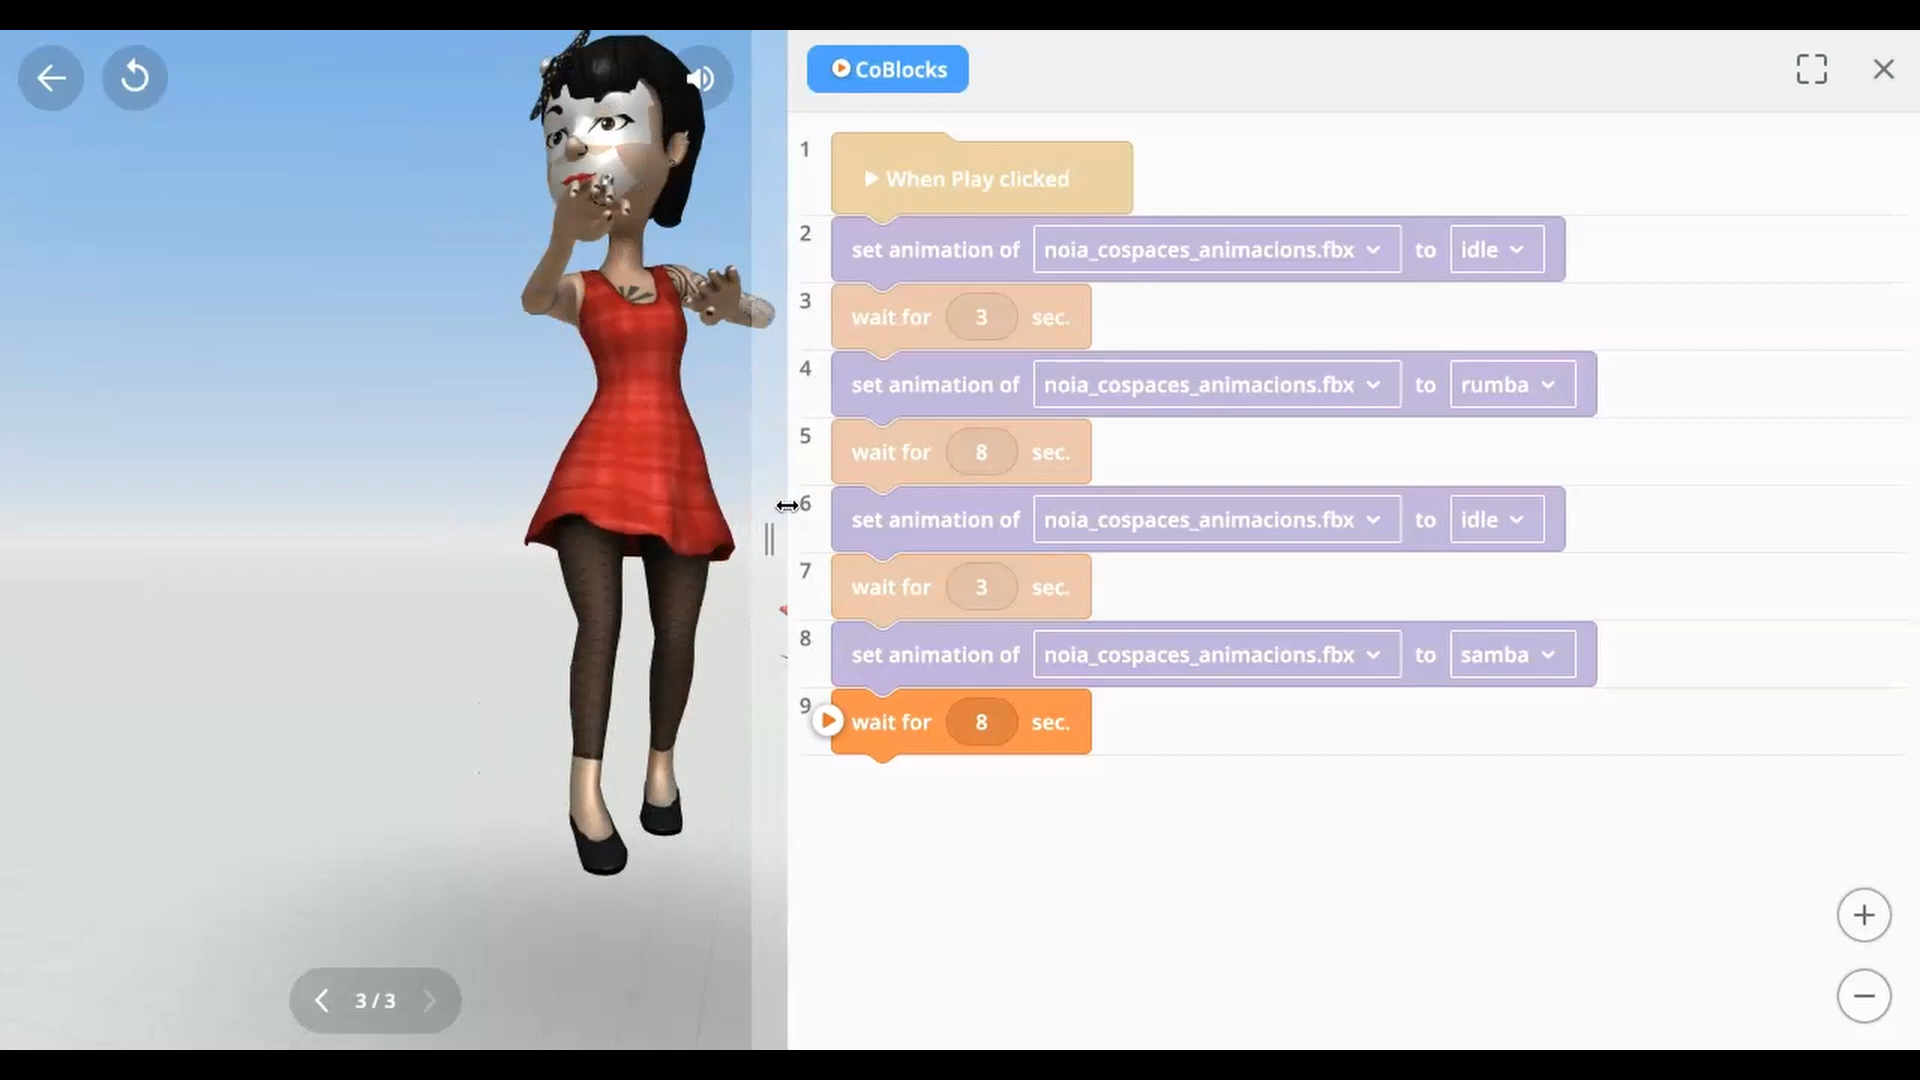 CoBlocks
1
When Play clicked
2
set animation of noia_cospaces_animacions.fbx to idle
3
wait for 3 sec.
4
set animation of noia_cospaces_animacions.fbx to rumba
5
wait for 8 sec.
6
set animation of noia_cospaces_animacions.fbx to idle
7
wait for 3 sec.
8
set animation of noia_cospaces_animacions.fbx to samba
9
wait for 8 sec.
3 / 3